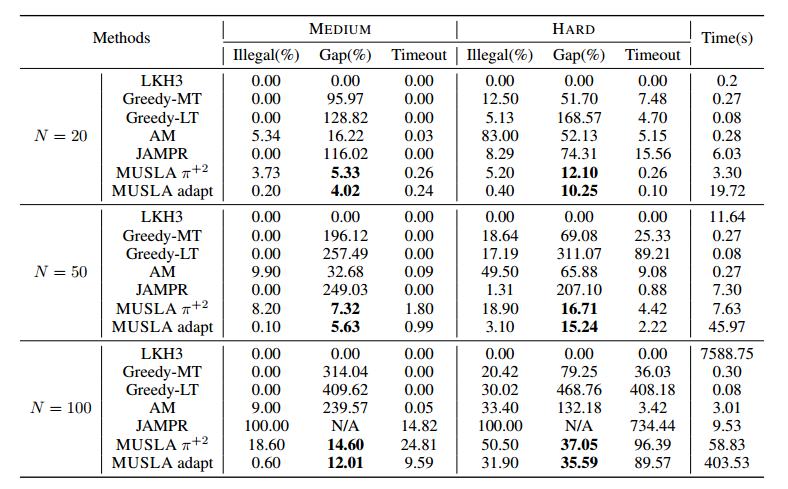 Methods MEDIUM HARD Time(s)
Illegal(%) Gap(%) Timeout Illegal(%) Gap(%) Timeout
LKH3 0.00 0.00 0.00 0.00 0.00 0.00 0.2
Greedy-MT 0.00 95.97 0.00 12.50 51.70 7.48 0.27
Greedy-LT 0.00 128.82 0.00 5.13 168.57 4.70 0.08
N = 20 AM 5.34 16.22 0.03 83.00 52.13 5.15 0.28
JAMPR 0.00 116.02 0.00 8.29 74.31 15.56 6.03
MUSLA π⁺² 3.73 5.33 0.26 5.20 12.10 0.26 3.30
MUSLA adapt 0.20 4.02 0.24 0.40 10.25 0.10 19.72
LKH3 0.00 0.00 0.00 0.00 0.00 0.00 11.64
Greedy-MT 0.00 196.12 0.00 18.64 69.08 25.33 0.27
Greedy-LT 0.00 257.49 0.00 17.19 311.07 89.21 0.08
N = 50 AM 9.90 32.68 0.09 49.50 65.88 9.08 0.27
JAMPR 0.00 249.03 0.00 1.31 207.10 0.88 7.30
MUSLA π⁺² 8.20 7.32 1.80 18.90 16.71 4.42 7.63
MUSLA adapt 0.10 5.63 0.99 3.10 15.24 2.22 45.97
LKH3 0.00 0.00 0.00 0.00 0.00 0.00 7588.75
Greedy-MT 0.00 314.04 0.00 20.42 79.25 36.03 0.30
Greedy-LT 0.00 409.62 0.00 30.02 468.76 408.18 0.08
N = 100 AM 9.00 239.57 0.05 33.40 132.18 3.42 3.01
JAMPR 100.00 N/A 14.82 100.00 N/A 734.44 9.53
MUSLA π⁺² 18.60 14.60 24.81 50.50 37.05 96.39 58.83
MUSLA adapt 0.60 12.01 9.59 31.90 35.59 89.57 403.53